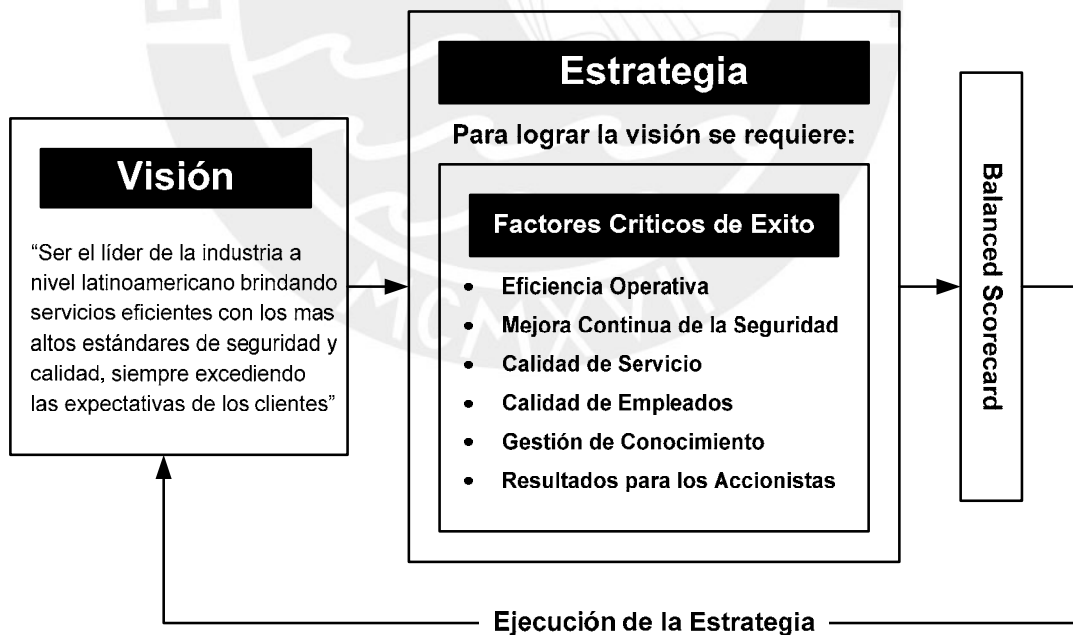 Visión
“Ser el líder de la industria a
nivel latinoamericano brindando
servicios eficientes con los mas
altos estándares de seguridad y
calidad, siempre excediendo
las expectativas de los clientes”
Estrategia
Para lograr la visión se requiere:
Factores Criticos de Exito
• Eficiencia Operativa
• Mejora Continua de la Seguridad
• Calidad de Servicio
• Calidad de Empleados
• Gestión de Conocimiento
• Resultados para los Accionistas
Balanced Scorecard
Ejecución de la Estrategia
MCMXVII